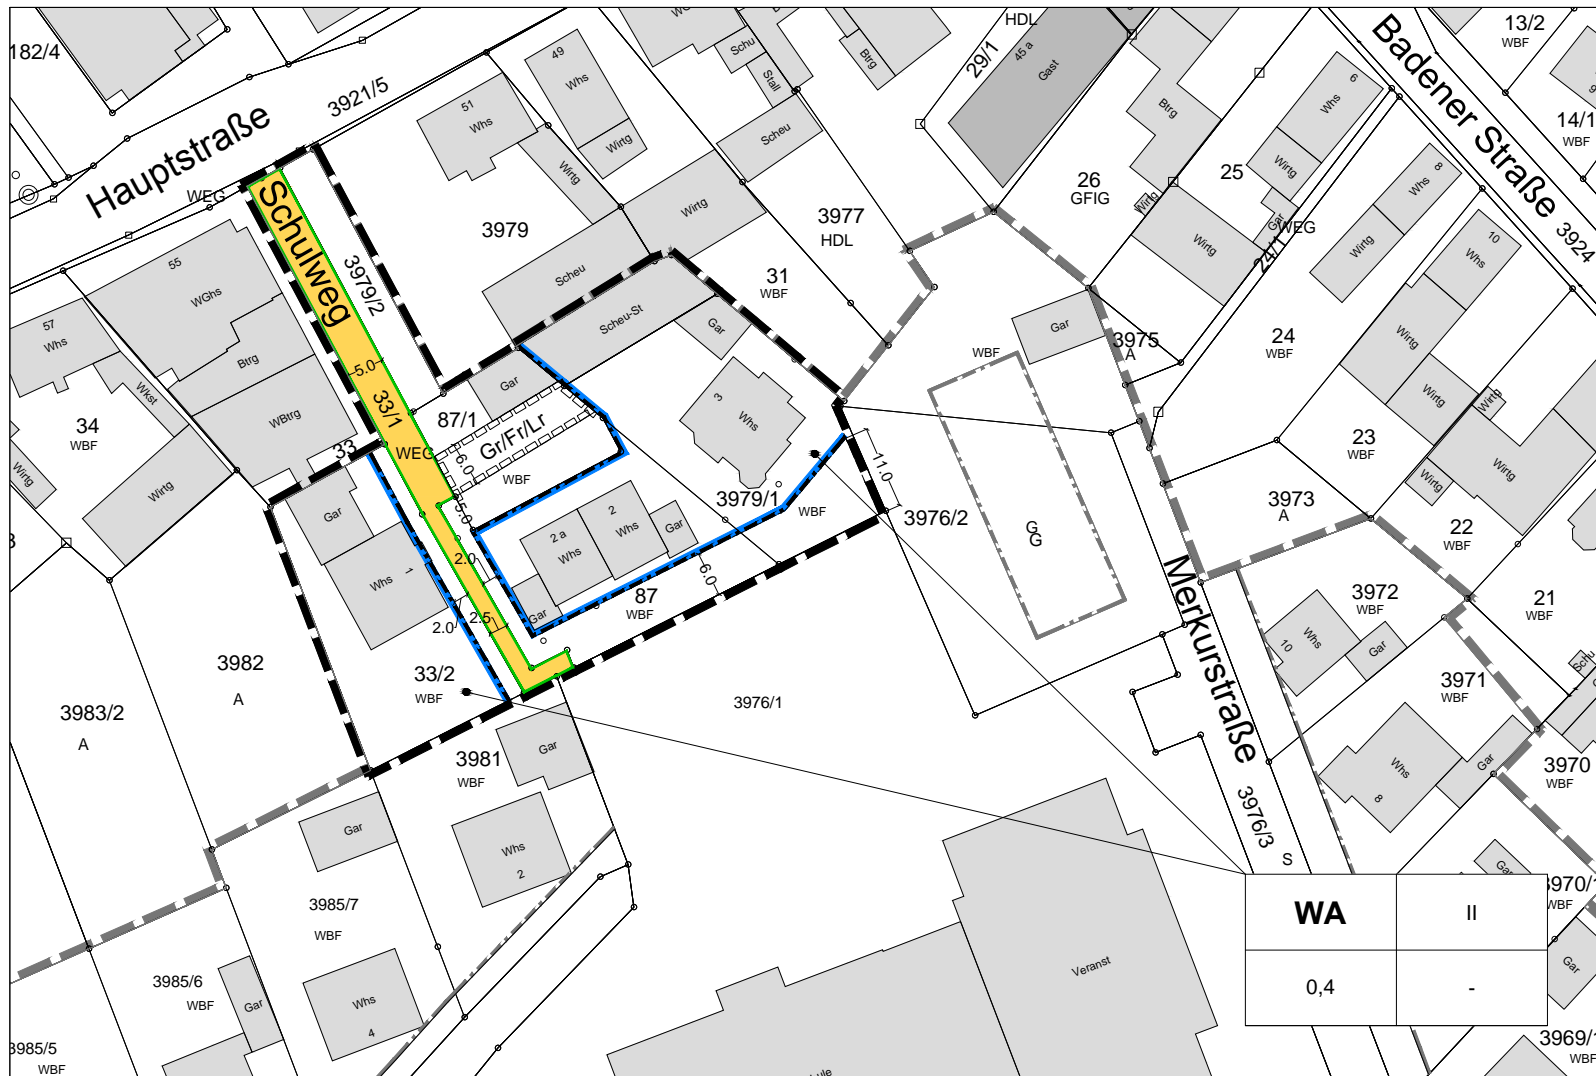 182/4
Hauptstraße
3921/5
WEG
Schulweg
3979/2
49
Whs
51
Whs
Wirtg
Wirtg
3979
Scheu
Wirtg
Scheu
Schu
Stall
Btrg
HDL
29/1
45 a
Gast
3977
HDL
31
WBF
26
GFIG
Btrg
Wirtg
Wirtg
25
Wirtg
Gar
WEG
24/1
6
Whs
Badener Straße
3924
13/2
WBF
14/1
WBF
8
Whs
Wirtg
10
Whs
Wirtg
Wirtg
Wirtg
Wirtg
Wirtg
24
WBF
23
WBF
22
WBF
21
WBF
3975
A
3973
A
3972
WBF
3971
WBF
3970
WBF
Gar
WBF
G
G
Merkurstraße
3976/3
S
Whs
10
Gar
Whs
8
Gar
55
WGhs
57
Whs
Btrg
WBtrg
Wkst
34
WBF
Wirtg
Wirtg
5.0
33/1
WEG
33
87/1
Gar
Scheu-St
Gar
Gr/Fr/Lr
6.0
WBF
5.0
3
Whs
3979/1
WBF
11.0
3976/2
2 a
Whs
2
Whs
Gar
Gar
6.0
87
WBF
2.0
2.5
2.0
Gar
Whs
1
33/2
WBF
3982
A
3983/2
A
3981
WBF
Gar
3976/1
Gar
Whs
2
3985/7
WBF
3985/6
WBF
Gar
Whs
4
3985/5
WBF
Veranst
WA
II
0,4
-
WBF
Gar
3969/
WBF